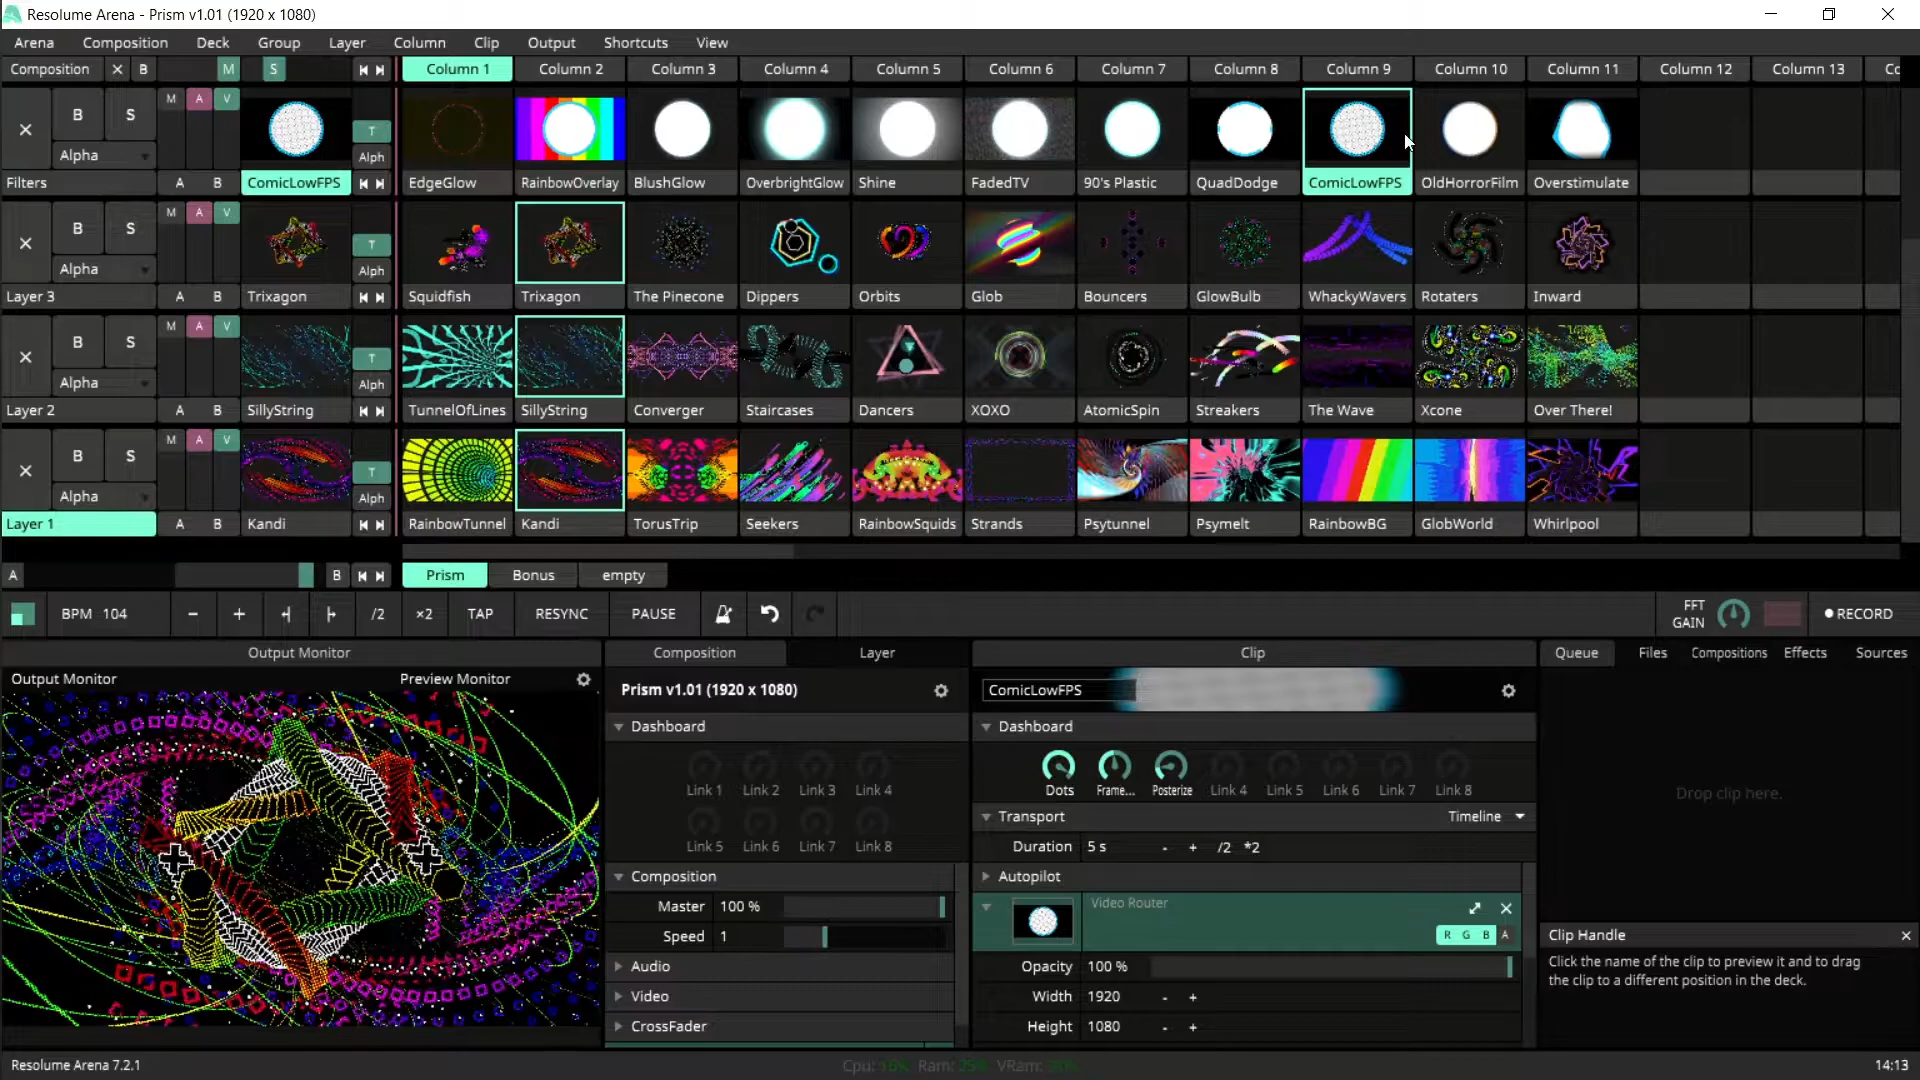 Resolume Arena - Prism v1.01 (1920 x 1080)
Arena Composition Deck Group Layer Column Clip Output Shortcuts View
Composition B M S Column 1 Column 2 Column 3 Column 4 Column 5 Column 6 Column 7 Column 8 Column 9 Column 10 Column 11 Column 12 Column 13 Co
B S M A V T
Alpha Alph
Filters A B ComicLowFPS EdgeGlow RainbowOverlay BlushGlow OverbrightGlow Shine FadedTV 90's Plastic QuadDodge ComicLowFPS OldHorrorFilm Overstimulate
B S M A V T
Alpha Alph
Layer 3 A B Trixagon Squidfish Trixagon The Pinecone Dippers Orbits Glob Bouncers GlowBulb WhackyWavers Rotaters Inward
B S M A V T
Alpha Alph
Layer 2 A B SillyString TunnelOfLines SillyString Converger Staircases Dancers XOXO AtomicSpin Streakers The Wave Xcone Over There!
B S M A V T
Alpha Alph
Layer 1 A B Kandi RainbowTunnel Kandi TorusTrip Seekers RainbowSquids Strands Psytunnel Psymelt RainbowBG GlobWorld Whirlpool
A B Prism Bonus empty
BPM 104 - + /2 ×2 TAP RESYNC PAUSE FFT GAIN RECORD
Output Monitor Composition Layer Clip Queue Files Compositions Effects Sources
Output Monitor Preview Monitor Prism v1.01 (1920 x 1080) ComicLowFPS
Dashboard Dashboard
Link 1 Link 2 Link 3 Link 4 Dots Frame... Posterize Link 4 Link 5 Link 6 Link 7 Link 8
Drop clip here.
Transport Timeline
Link 5 Link 6 Link 7 Link 8 Duration 5 s - + /2 *2
Composition Autopilot
Master 100 % Video Router
Speed 1 R G B A
Clip Handle
Click the name of the clip to preview it and to drag
the clip to a different position in the deck.
Audio Opacity 100 %
Video Width 1920 - +
CrossFader Height 1080 - +
Resolume Arena 7.2.1 Cpu: Ram: VRam: 14:13